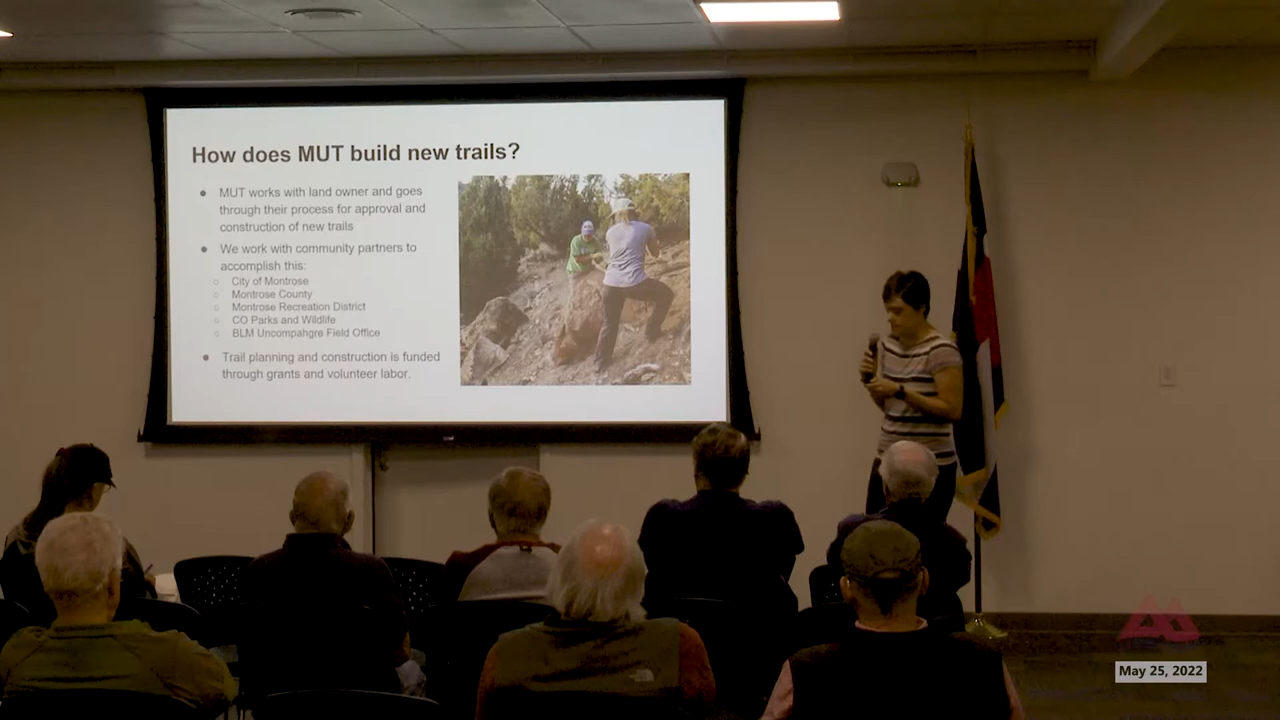 How does MUT build new trails?
● MUT works with land owner and goes
through their process for approval and
construction of new trails
● We work with community partners to
accomplish this:
○ City of Montrose
○ Montrose County
○ Montrose Recreation District
○ CO Parks and Wildlife
○ BLM Uncompahgre Field Office
● Trail planning and construction is funded
through grants and volunteer labor.
May 25, 2022